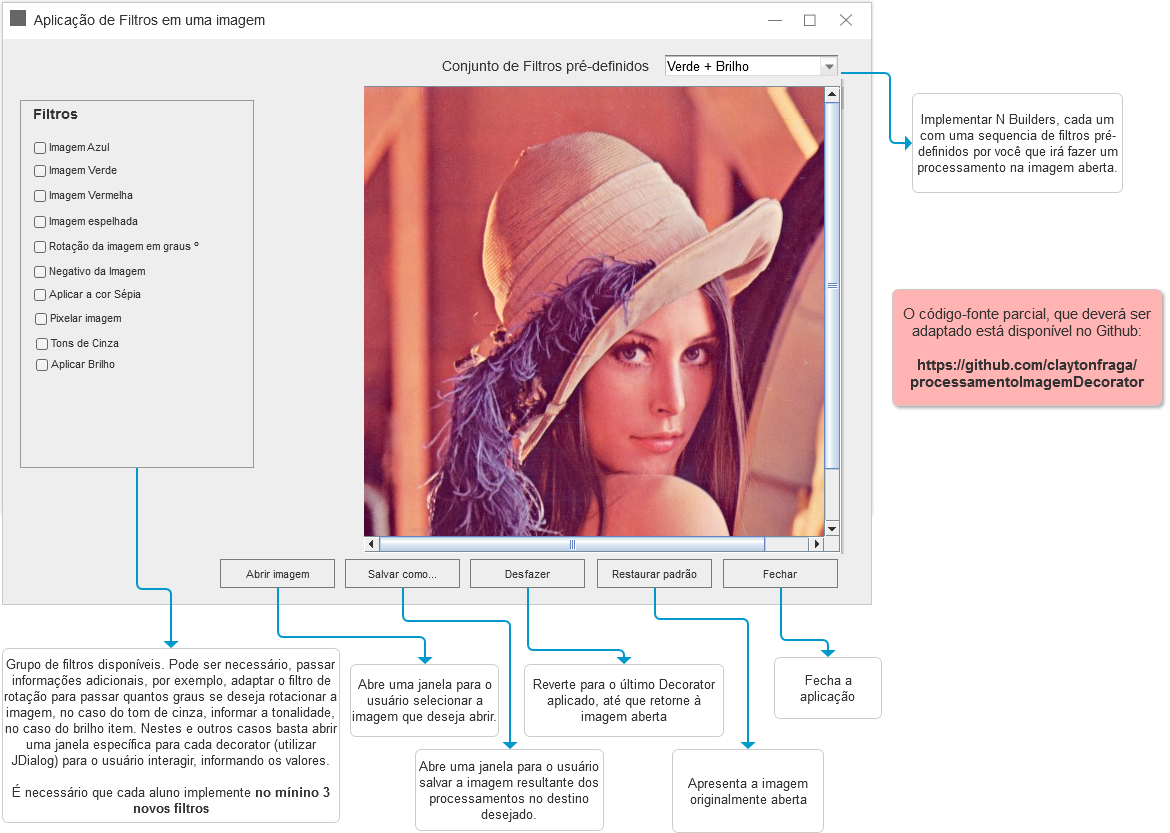 Aplicação de Filtros em uma imagem
Conjunto de Filtros pré-definidos
Verde + Brilho
Filtros
Imagem Azul
Imagem Verde
Imagem Vermelha
Imagem espelhada
Rotação da imagem em graus º
Negativo da Imagem
Aplicar a cor Sépia
Pixelar imagem
Tons de Cinza
Aplicar Brilho
Implementar N Builders, cada um
com uma sequencia de filtros pré-
definidos por você que irá fazer um
processamento na imagem aberta.
O código-fonte parcial, que deverá ser
adaptado está disponível no Github:
https://github.com/claytonfraga/
processamentoImagemDecorator
Abrir imagem
Salvar como...
Desfazer
Restaurar padrão
Fechar
Grupo de filtros disponíveis. Pode ser necessário, passar
informações adicionais, por exemplo, adaptar o filtro de
rotação para passar quantos graus se deseja rotacionar a
imagem, no caso do tom de cinza, informar a tonalidade,
no caso do brilho item. Nestes e outros casos basta abrir
uma janela específica para cada decorator (utilizar
JDialog) para o usuário interagir, informando os valores.
É necessário que cada aluno implemente no mínino 3
novos filtros
Abre uma janela para o
usuário selecionar a
imagem que deseja abrir.
Abre uma janela para o usuário
salvar a imagem resultante dos
processamentos no destino
desejado.
Reverte para o último Decorator
aplicado, até que retorne à
imagem aberta
Apresenta a imagem
originalmente aberta
Fecha a
aplicação